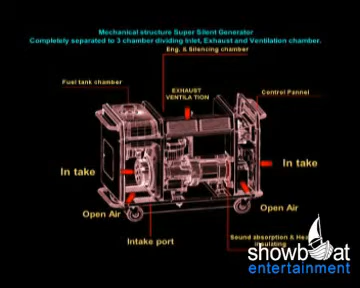 Mechanical structure Super Silent Generator
Completely separated to 3 chamber dividing Inlet, Exhaust and Ventilation chamber.
Eng. & Silencing chamber
Fuel tank chamber
EXHAUST
VENTILA TION
Control Pannel
In take
In take
Open Air
Open Air
Intake port
Sound absorption &
insulating
showboat
entertainment